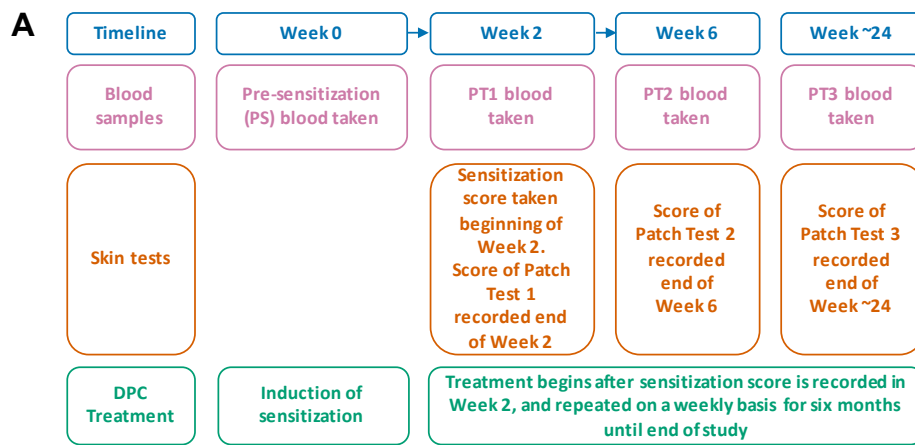 A
Timeline
Week 0
Week 2
Week 6
Week ~24
Blood
samples
Pre-sensitization
(PS) blood taken
PT1 blood
taken
PT2 blood
taken
PT3 blood
taken
Skin tests
Sensitization
score taken
beginning of
Week 2.
Score of Patch
Test 1
recorded end
of Week 2
Score of
Patch Test 2
recorded
end of
Week 6
Score of
Patch Test 3
recorded
end of
Week ~24
DPC
Treatment
Induction of
sensitization
Treatment begins after sensitization score is recorded in
Week 2, and repeated on a weekly basis for six months
until end of study